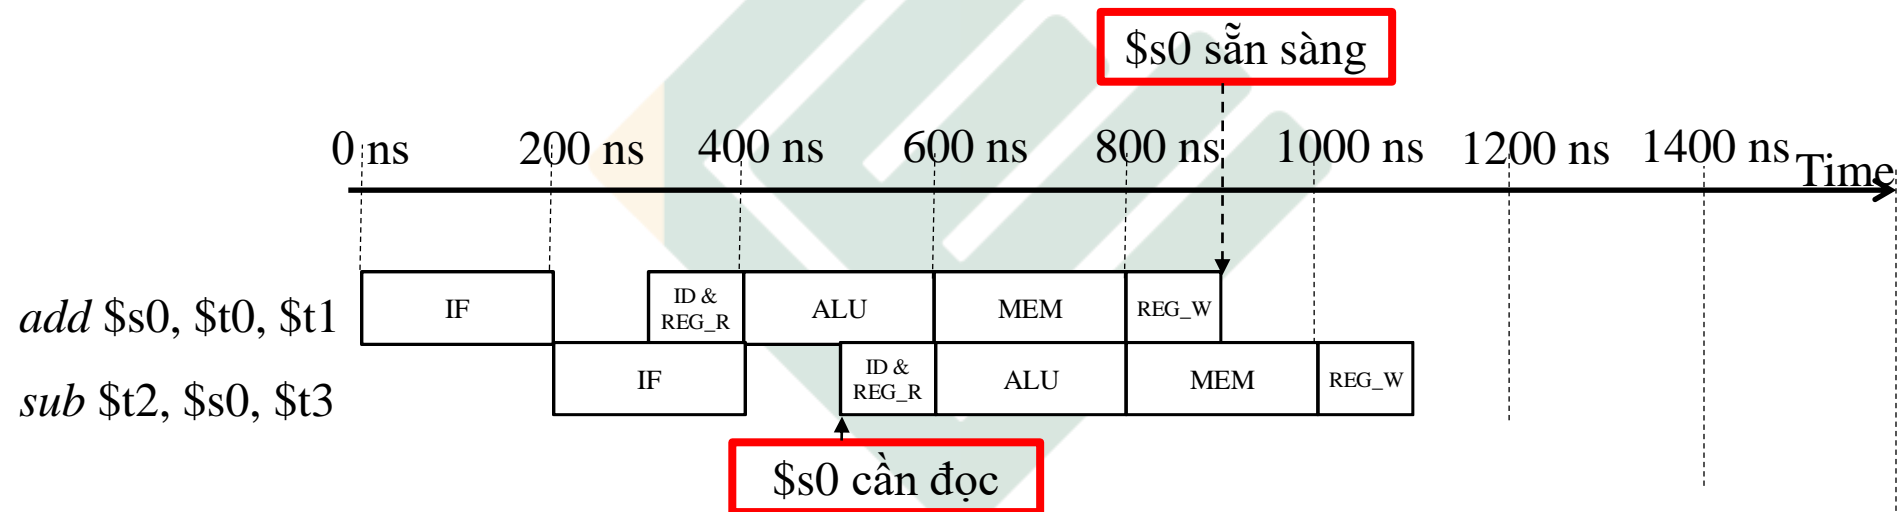 $s0 sẵn sàng
0 ns 200 ns 400 ns 600 ns 800 ns 1000 ns 1200 ns 1400 ns Time
add $s0, $t0, $t1 IF ID & REG_R ALU MEM REG_W
sub $t2, $s0, $t3 IF ID & REG_R ALU MEM REG_W
$s0 cần đọc